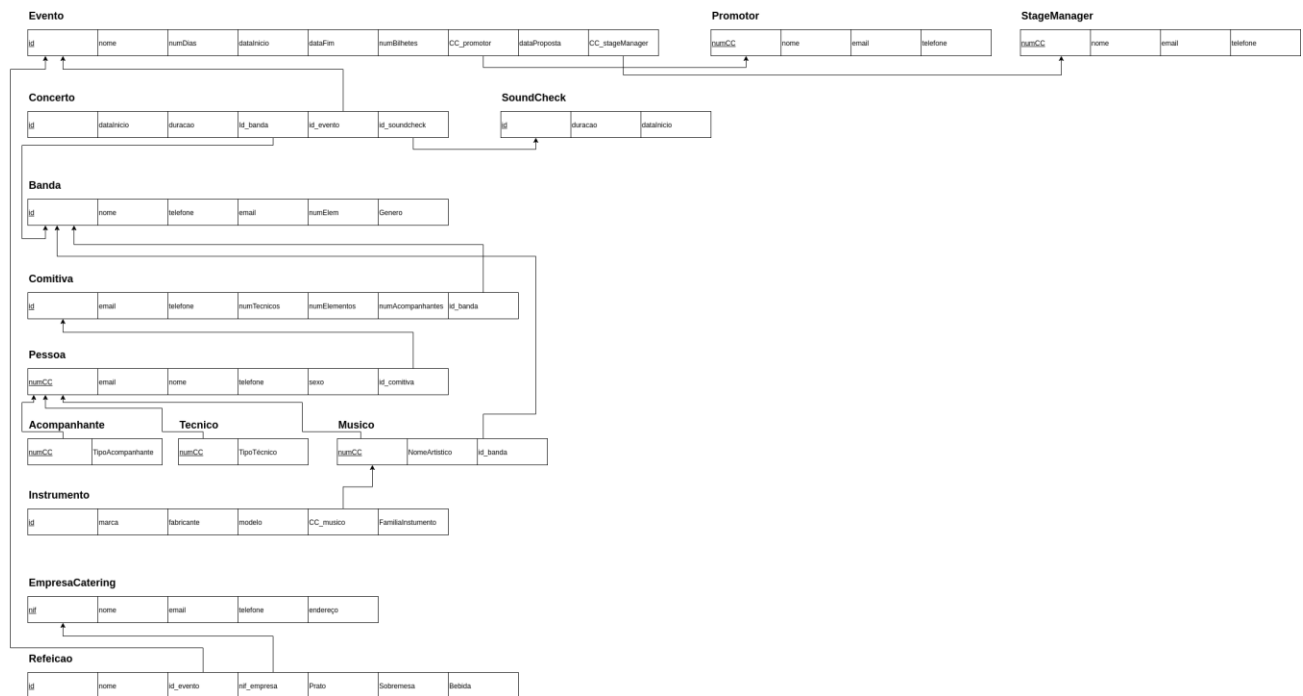 Evento Promotor StageManager
id nome numDias dataInicio dataFim numBilhetes CC_promotor dataProposta CC_stageManager numCC nome email telefone numCC nome email telefone
Concerto SoundCheck
id dataInicio duracao Id_banda id_evento id_soundcheck id duracao dataInicio
Banda
id nome telefone email numElem Genero
Comitiva
id email telefone numTecnicos numElementos numAcompanhantes id_banda
Pessoa
numCC email nome telefone sexo id_comitiva
Acompanhante Tecnico Musico
numCC TipoAcompanhante numCC TipoTécnico numCC NomeArtistico id_banda
Instrumento
id marca fabricante modelo CC_musico FamiliaInstumento
EmpresaCatering
nif nome email telefone endereço
Refeicao
id nome id_evento nif_empresa Prato Sobremesa Bebida